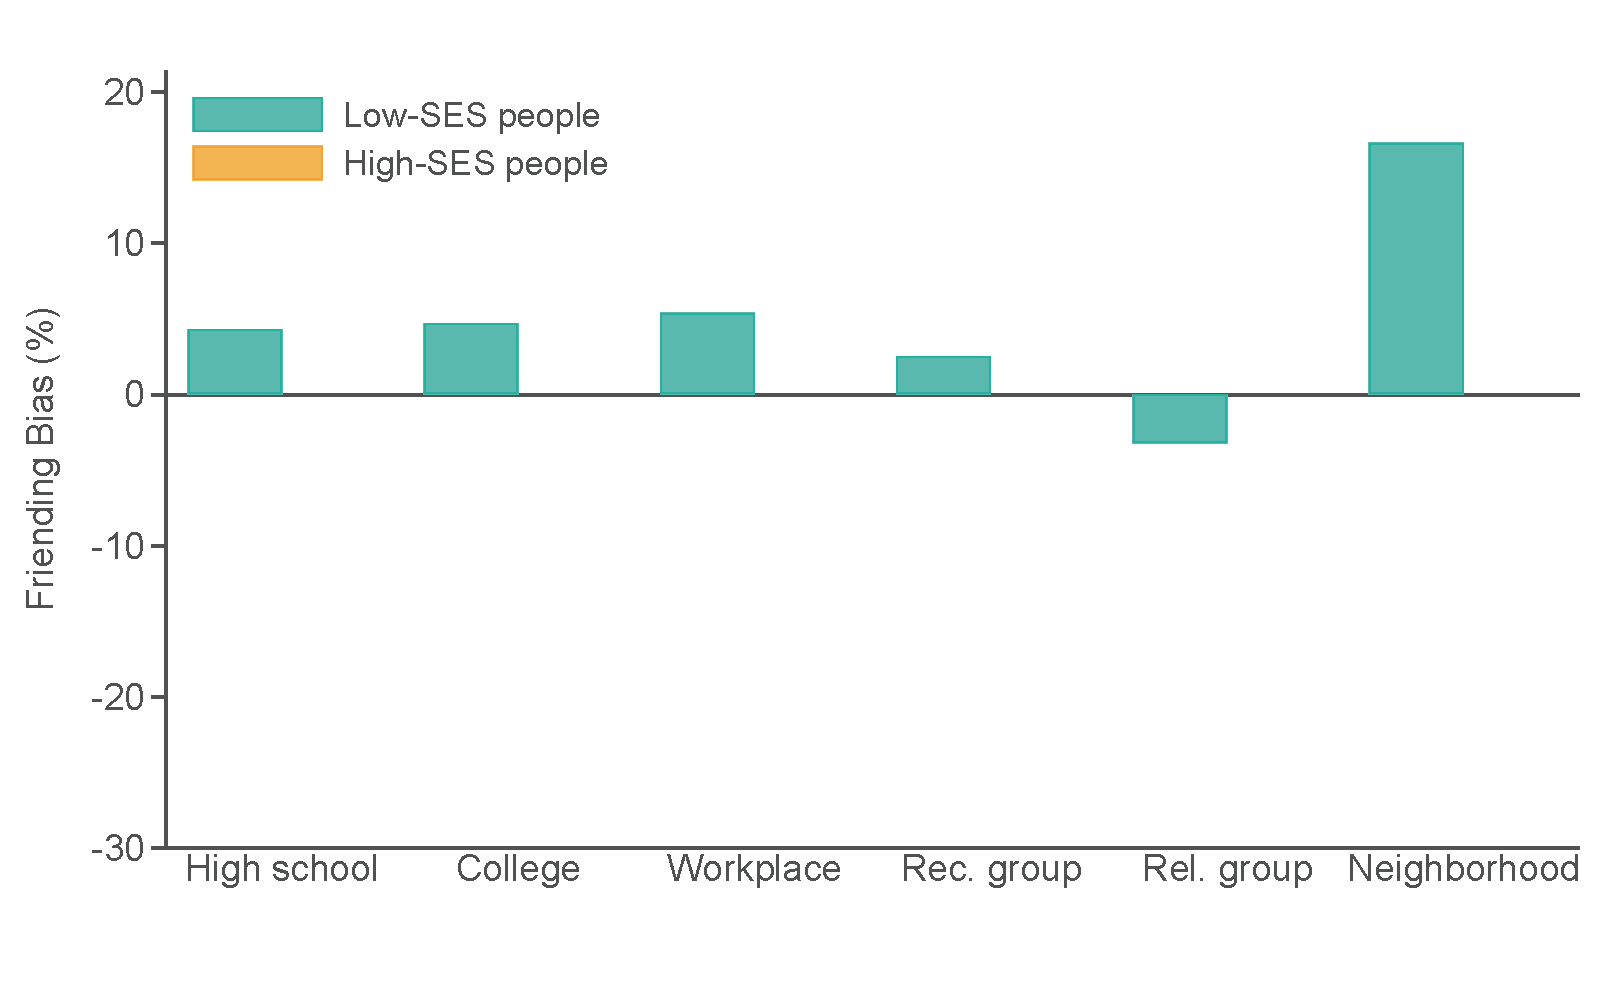 20
10
0
-10
-20
-30
Friending Bias (%)
Low-SES people
High-SES people
High school College Workplace Rec. group Rel. group Neighborhood